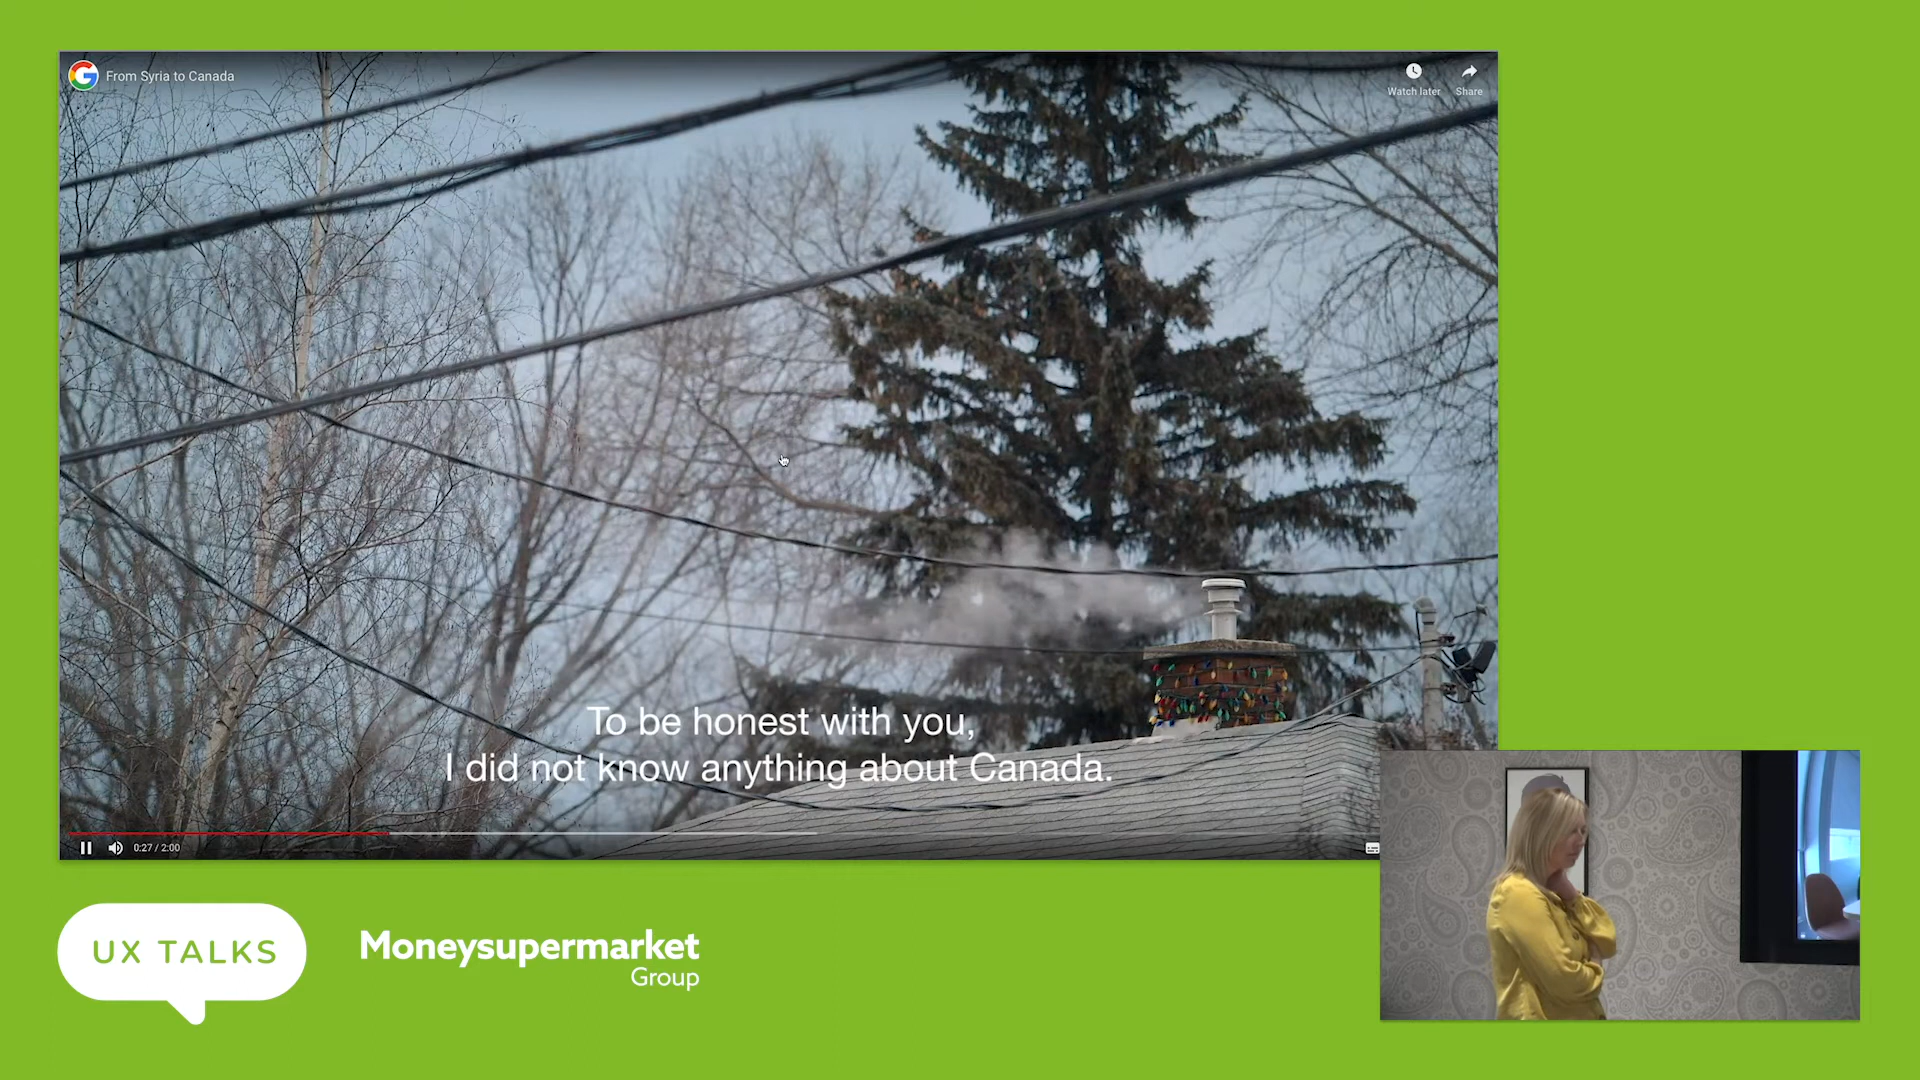 From Syria to Canada
Watch later
Share
To be honest with you,
I did not know anything about Canada.
0:27 / 2:00
UX TALKS
Moneysupermarket
Group